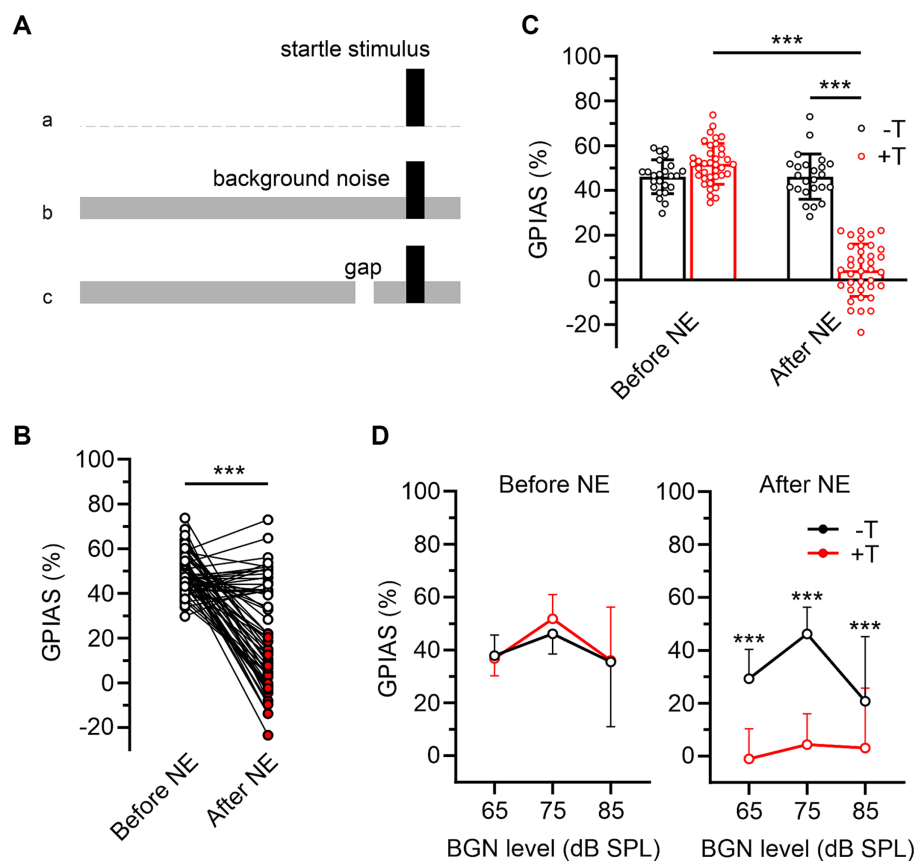 A
startle stimulus
a
background noise
b
gap
c
C
***
***
100
80
60
40
20
0
-20
GPIAS (%)
-T
+T
Before NE
After NE
B
***
100
80
60
40
20
0
-20
GPIAS (%)
Before NE
After NE
D
Before NE
100
80
60
40
20
0
GPIAS (%)
65 75 85
BGN level (dB SPL)
After NE
-T
+T
*** *** ***
100
80
60
40
20
0
65 75 85
BGN level (dB SPL)